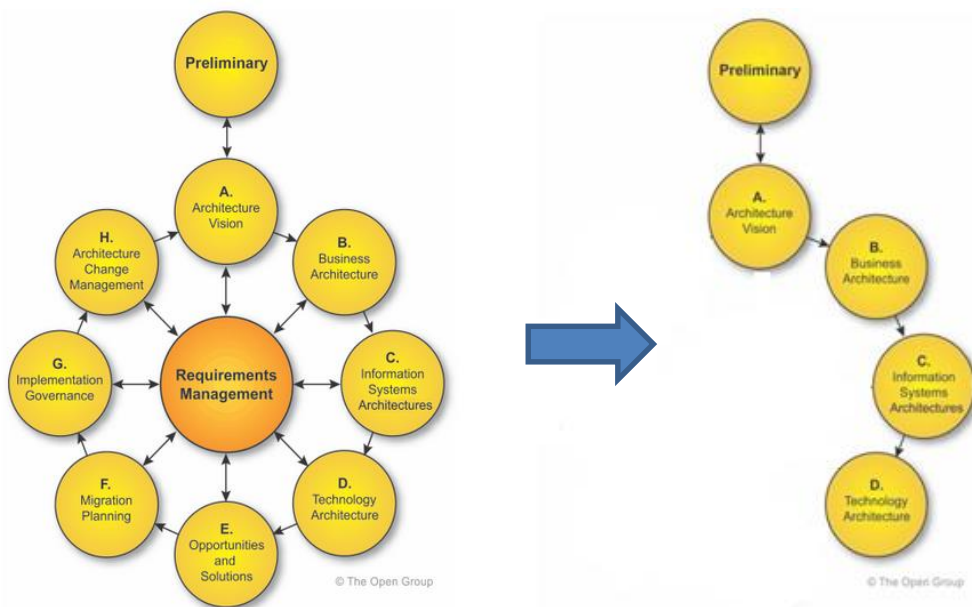 Preliminary
A.
Architecture
Vision
H.
Architecture
Change
Management
B.
Business
Architecture
G.
Implementation
Governance
Requirements
Management
C.
Information
Systems
Architectures
F.
Migration
Planning
D.
Technology
Architecture
E.
Opportunities
and
Solutions
© The Open Group
Preliminary
A.
Architecture
Vision
B.
Business
Architecture
C.
Information
Systems
Architectures
D.
Technology
Architecture
© The Open Group